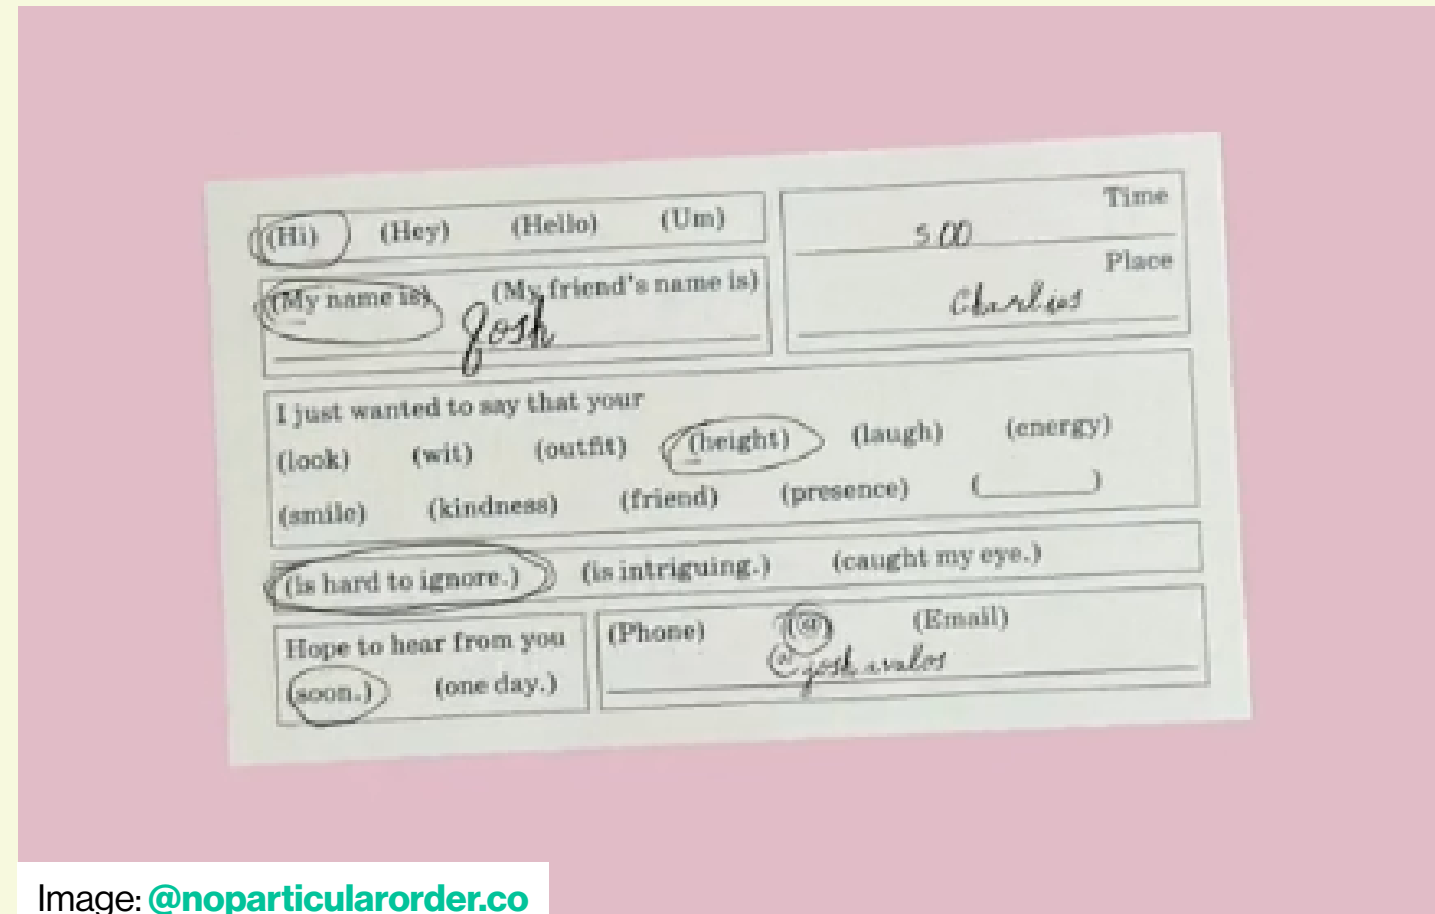 (Hi) (Hey) (Hello) (Um)
Time
5 00
(My name is) (My friend's name is)
Josh
Place
Charlies
I just wanted to say that your
(look) (wit) (outfit) (height) (laugh) (energy)
(smile) (kindness) (friend) (presence) (________)
(is hard to ignore.) (is intriguing.) (caught my eye.)
Hope to hear from you
(soon.) (one day.)
(Phone) (@) (Email)
@josh.avalos
Image: @noparticularorder.co